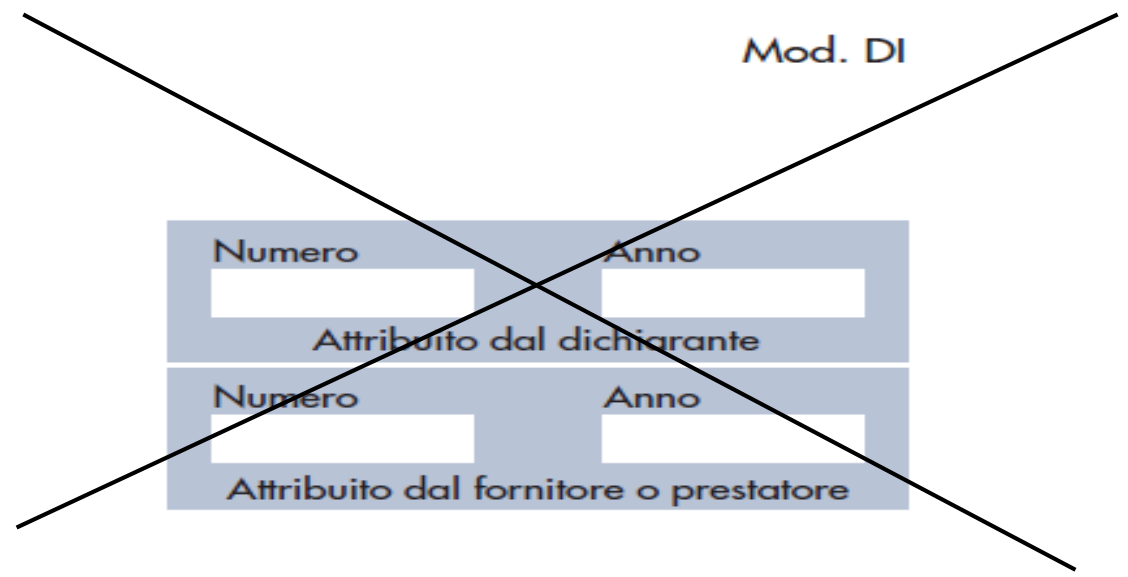 Mod. DI
Numero Anno
Attribuito dal dichiarante
Numero Anno
Attribuito dal fornitore o prestatore